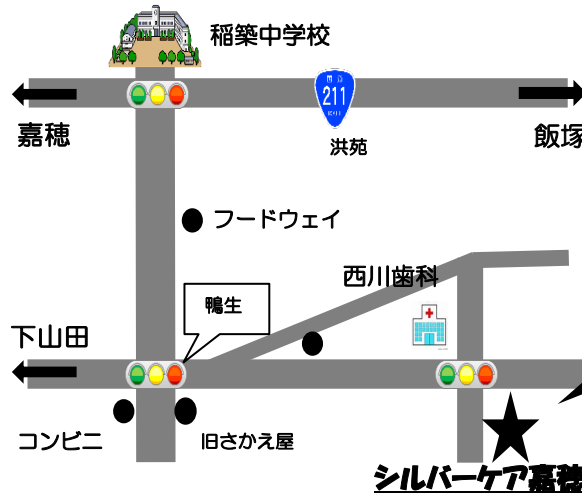 稲築中学校
211
嘉穂
飯塚
洪苑
フードウェイ
西川歯科
鴨生
下山田
コンビニ
旧さかえ屋
シルバーケア嘉穂